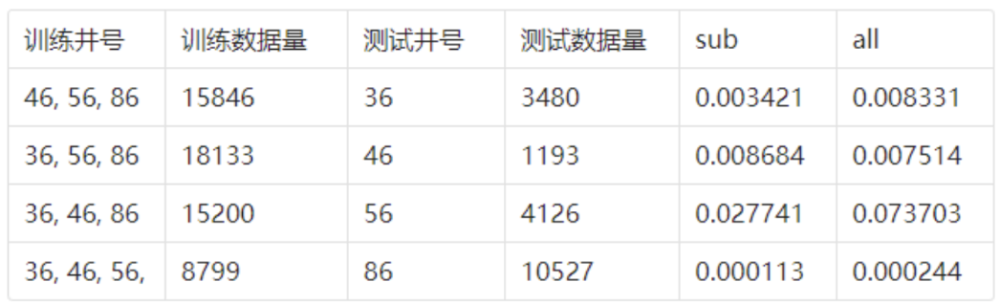 训练井号 训练数据量 测试井号 测试数据量 sub all
46, 56, 86 15846 36 3480 0.003421 0.008331
36, 56, 86 18133 46 1193 0.008684 0.007514
36, 46, 86 15200 56 4126 0.027741 0.073703
36, 46, 56, 8799 86 10527 0.000113 0.000244